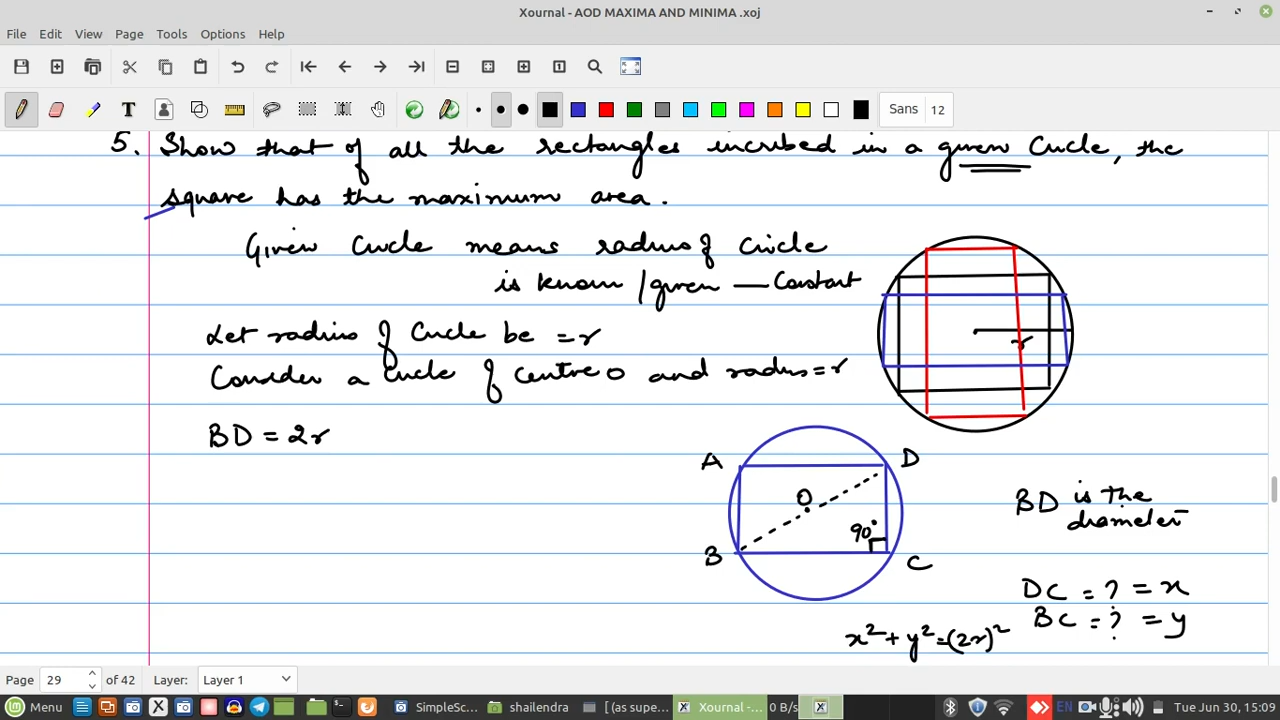 Xournal - AOD MAXIMA AND MINIMA .xoj
File Edit View Page Tools Options Help
Sans 12
5. Show that of all the rectangles incribed in a given Circle, the
square has the maximum area.
Given Circle means radius of circle
is known / given — Constant
Let radius of Circle be = r
Consider a circle of centre O and radius = r
BD = 2r
r
A
D
O
90°
B
C
BD is the
diameter
DC = ? = x
BC = ? = y
x² + y² = (2r)²
Page 29 of 42 Layer: Layer 1
Menu SimpleSc... shailendra [(as supe... Xournal -... 0 B/s EN Tue Jun 30, 15:09